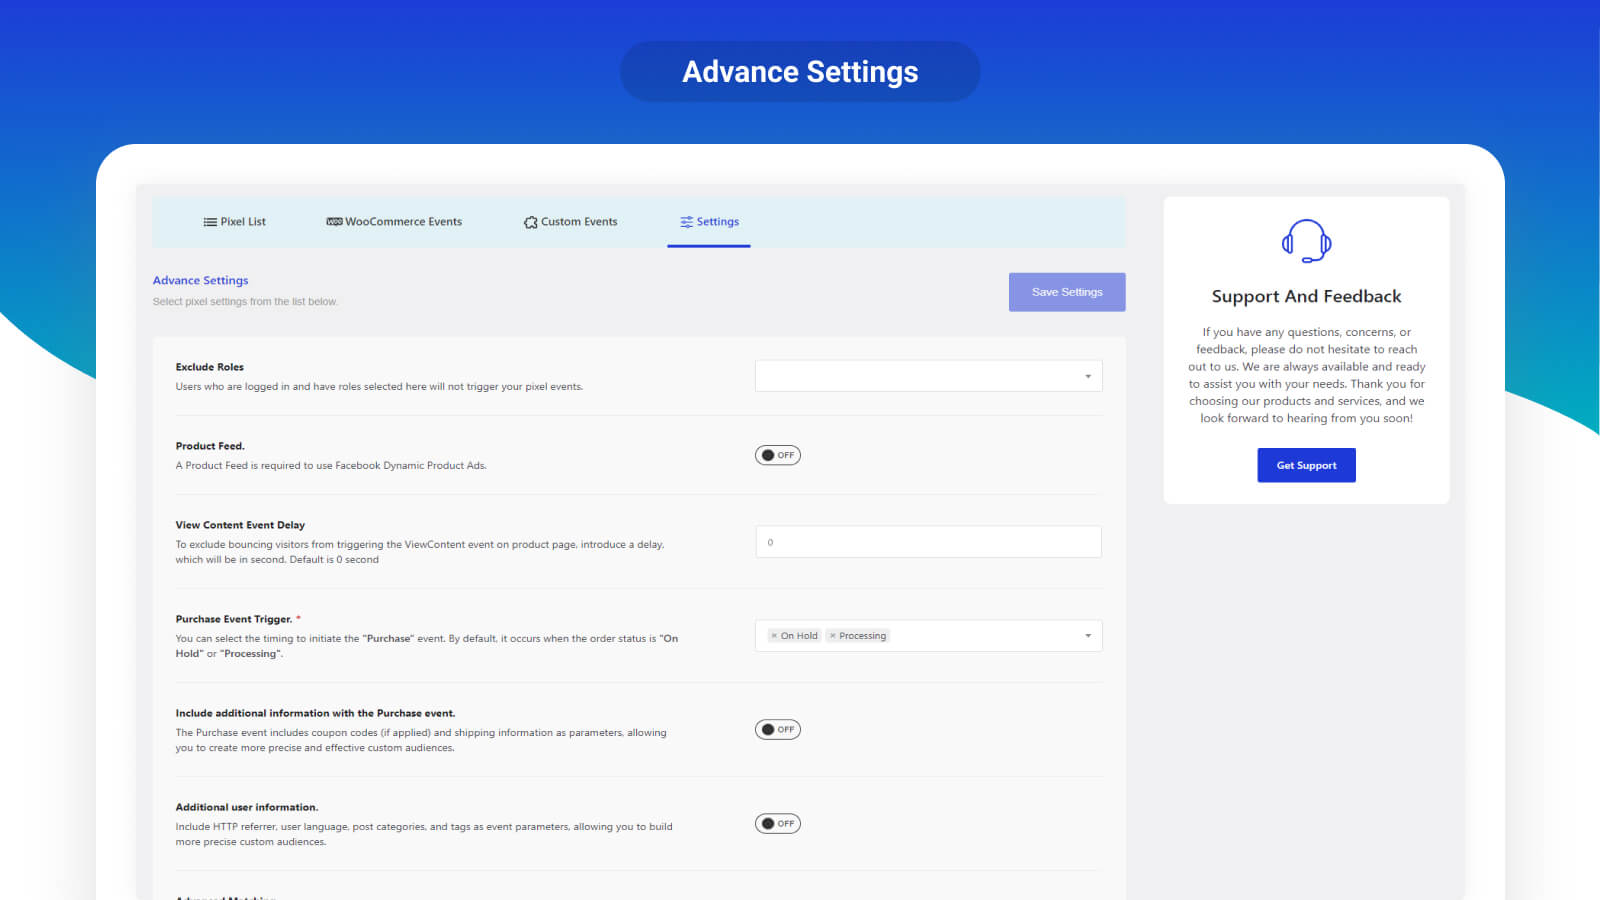 Advance Settings
Pixel List
WooCommerce Events
Custom Events
Settings
Advance Settings
Select pixel settings from the list below.
Save Settings
Exclude Roles
Users who are logged in and have roles selected here will not trigger your pixel events.
Product Feed.
A Product Feed is required to use Facebook Dynamic Product Ads.
OFF
View Content Event Delay
To exclude bouncing visitors from triggering the ViewContent event on product page, introduce a delay,
which will be in second. Default is 0 second
0
Purchase Event Trigger. *
You can select the timing to initiate the "Purchase" event. By default, it occurs when the order status is "On
Hold" or "Processing".
× On Hold × Processing
Include additional information with the Purchase event.
The Purchase event includes coupon codes (if applied) and shipping information as parameters, allowing
you to create more precise and effective custom audiences.
OFF
Additional user information.
Include HTTP referrer, user language, post categories, and tags as event parameters, allowing you to build
more precise custom audiences.
OFF
Advanced Matching
Support And Feedback
If you have any questions, concerns, or
feedback, please do not hesitate to reach
out to us. We are always available and ready
to assist you with your needs. Thank you for
choosing our products and services, and we
look forward to hearing from you soon!
Get Support